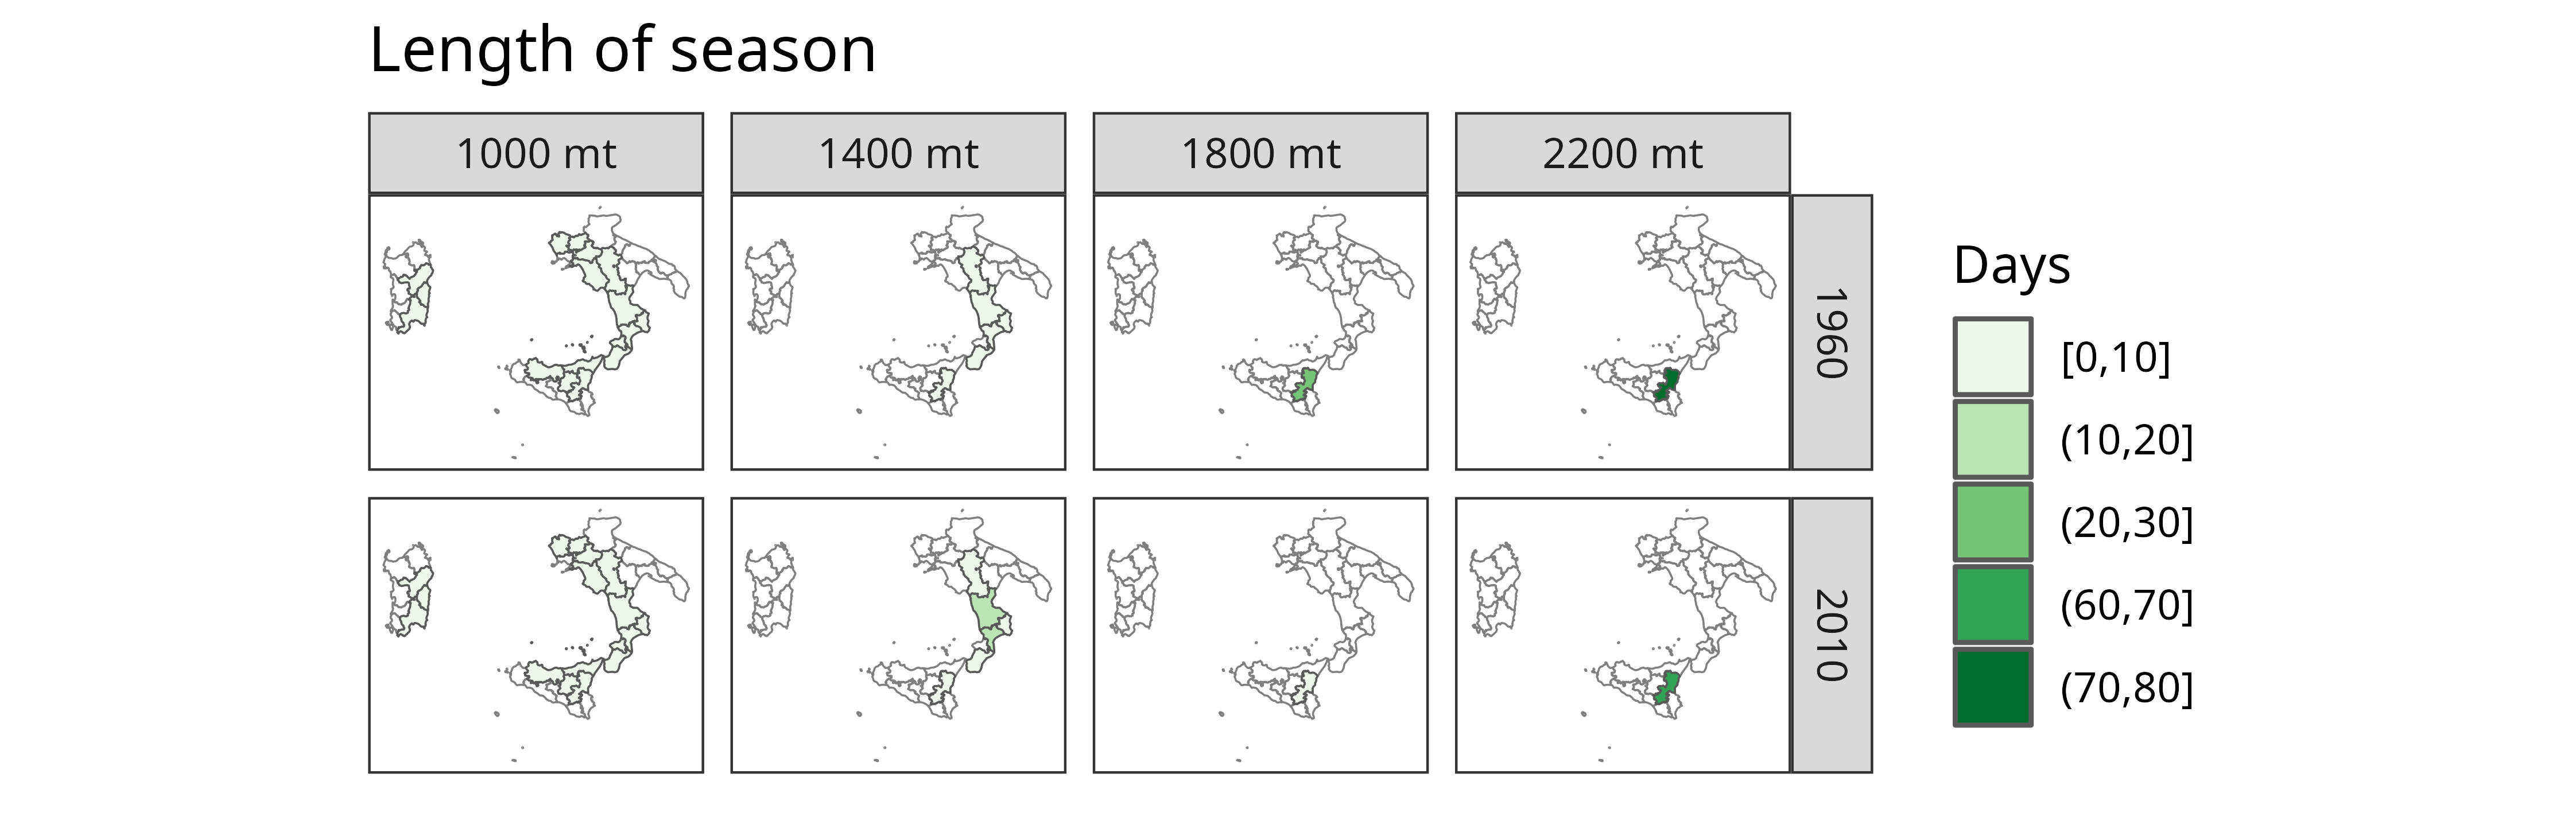 Length of season
1000 mt
1400 mt
1800 mt
2200 mt
1960
2010
Days
[0,10]
(10,20]
(20,30]
(60,70]
(70,80]